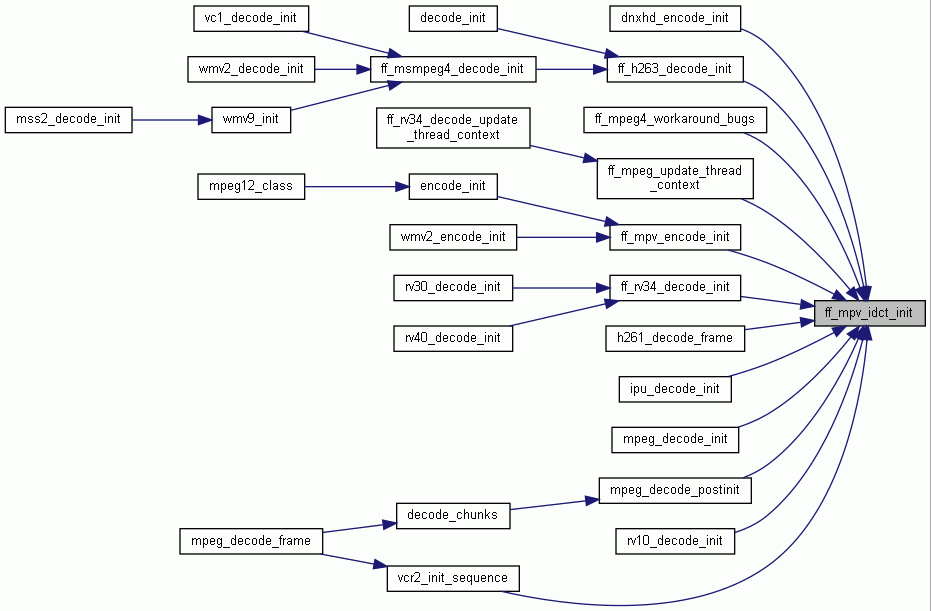 vc1_decode_init
decode_init
dnxhd_encode_init
wmv2_decode_init
ff_msmpeg4_decode_init
ff_h263_decode_init
mss2_decode_init
wmv9_init
ff_rv34_decode_update
_thread_context
ff_mpeg4_workaround_bugs
mpeg12_class
encode_init
ff_mpeg_update_thread
_context
wmv2_encode_init
ff_mpv_encode_init
rv30_decode_init
ff_rv34_decode_init
ff_mpv_idct_init
rv40_decode_init
h261_decode_frame
ipu_decode_init
mpeg_decode_init
mpeg_decode_postinit
decode_chunks
mpeg_decode_frame
rv10_decode_init
vcr2_init_sequence